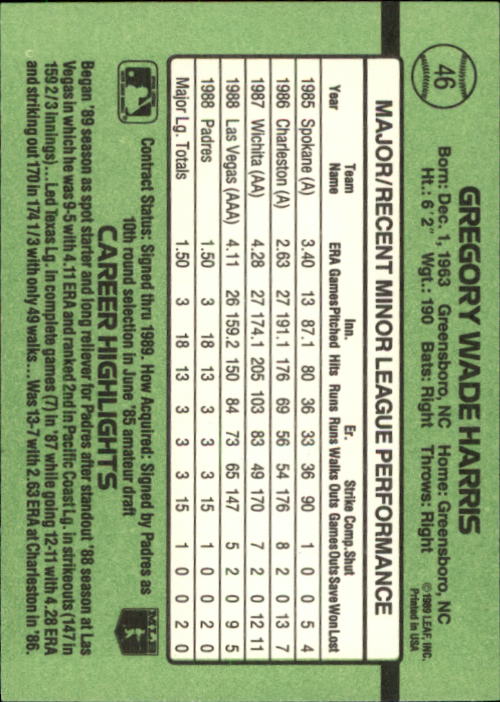 46
GREGORY WADE HARRIS
Born: Dec. 1, 1963 Greensboro, NC Home: Greensboro, NC
Ht.: 6' 2" Wgt.: 190 Bats: Right Throws: Right
© 1989 LEAF, INC.
Printed in USA
MAJOR/RECENT MINOR LEAGUE PERFORMANCE
Team Inn. Er. Strike Comp. Shut
Year Name ERA Games Pitched Hits Runs Runs Walks Outs Games Outs Save Won Lost
1985 Spokane (A) 3.40 13 87.1 80 36 33 36 90 1 0 0 5 4
1986 Charleston (A) 2.63 27 191.1 176 69 56 54 176 8 2 0 13 7
1987 Wichita (AA) 4.28 27 174.1 205 103 83 49 170 7 2 0 12 11
1988 Las Vegas (AAA) 4.11 26 159.2 150 84 73 65 147 5 2 0 9 5
1988 Padres 1.50 3 18 13 3 3 3 15 1 0 0 2 0
Major Lg. Totals 1.50 3 18 13 3 3 3 15 1 0 0 2 0
Contract Status: Signed thru 1989. How Acquired: Signed by Padres as
10th round selection in June '85 amateur draft
MLB
CAREER HIGHLIGHTS
Began '89 season as spot starter and long reliever for Padres after standout '88 season at Las
Vegas in which he was 9-5 with 4.11 ERA and ranked 2nd in Pacific Coast Lg. in strikeouts (147 in
159 2/3 innings)...Led Texas Lg. in complete games (7) in '87 while going 12-11 with 4.28 ERA
and striking out 170 in 174 1/3 with only 49 walks...Was 13-7 with 2.63 ERA at Charleston in '86.